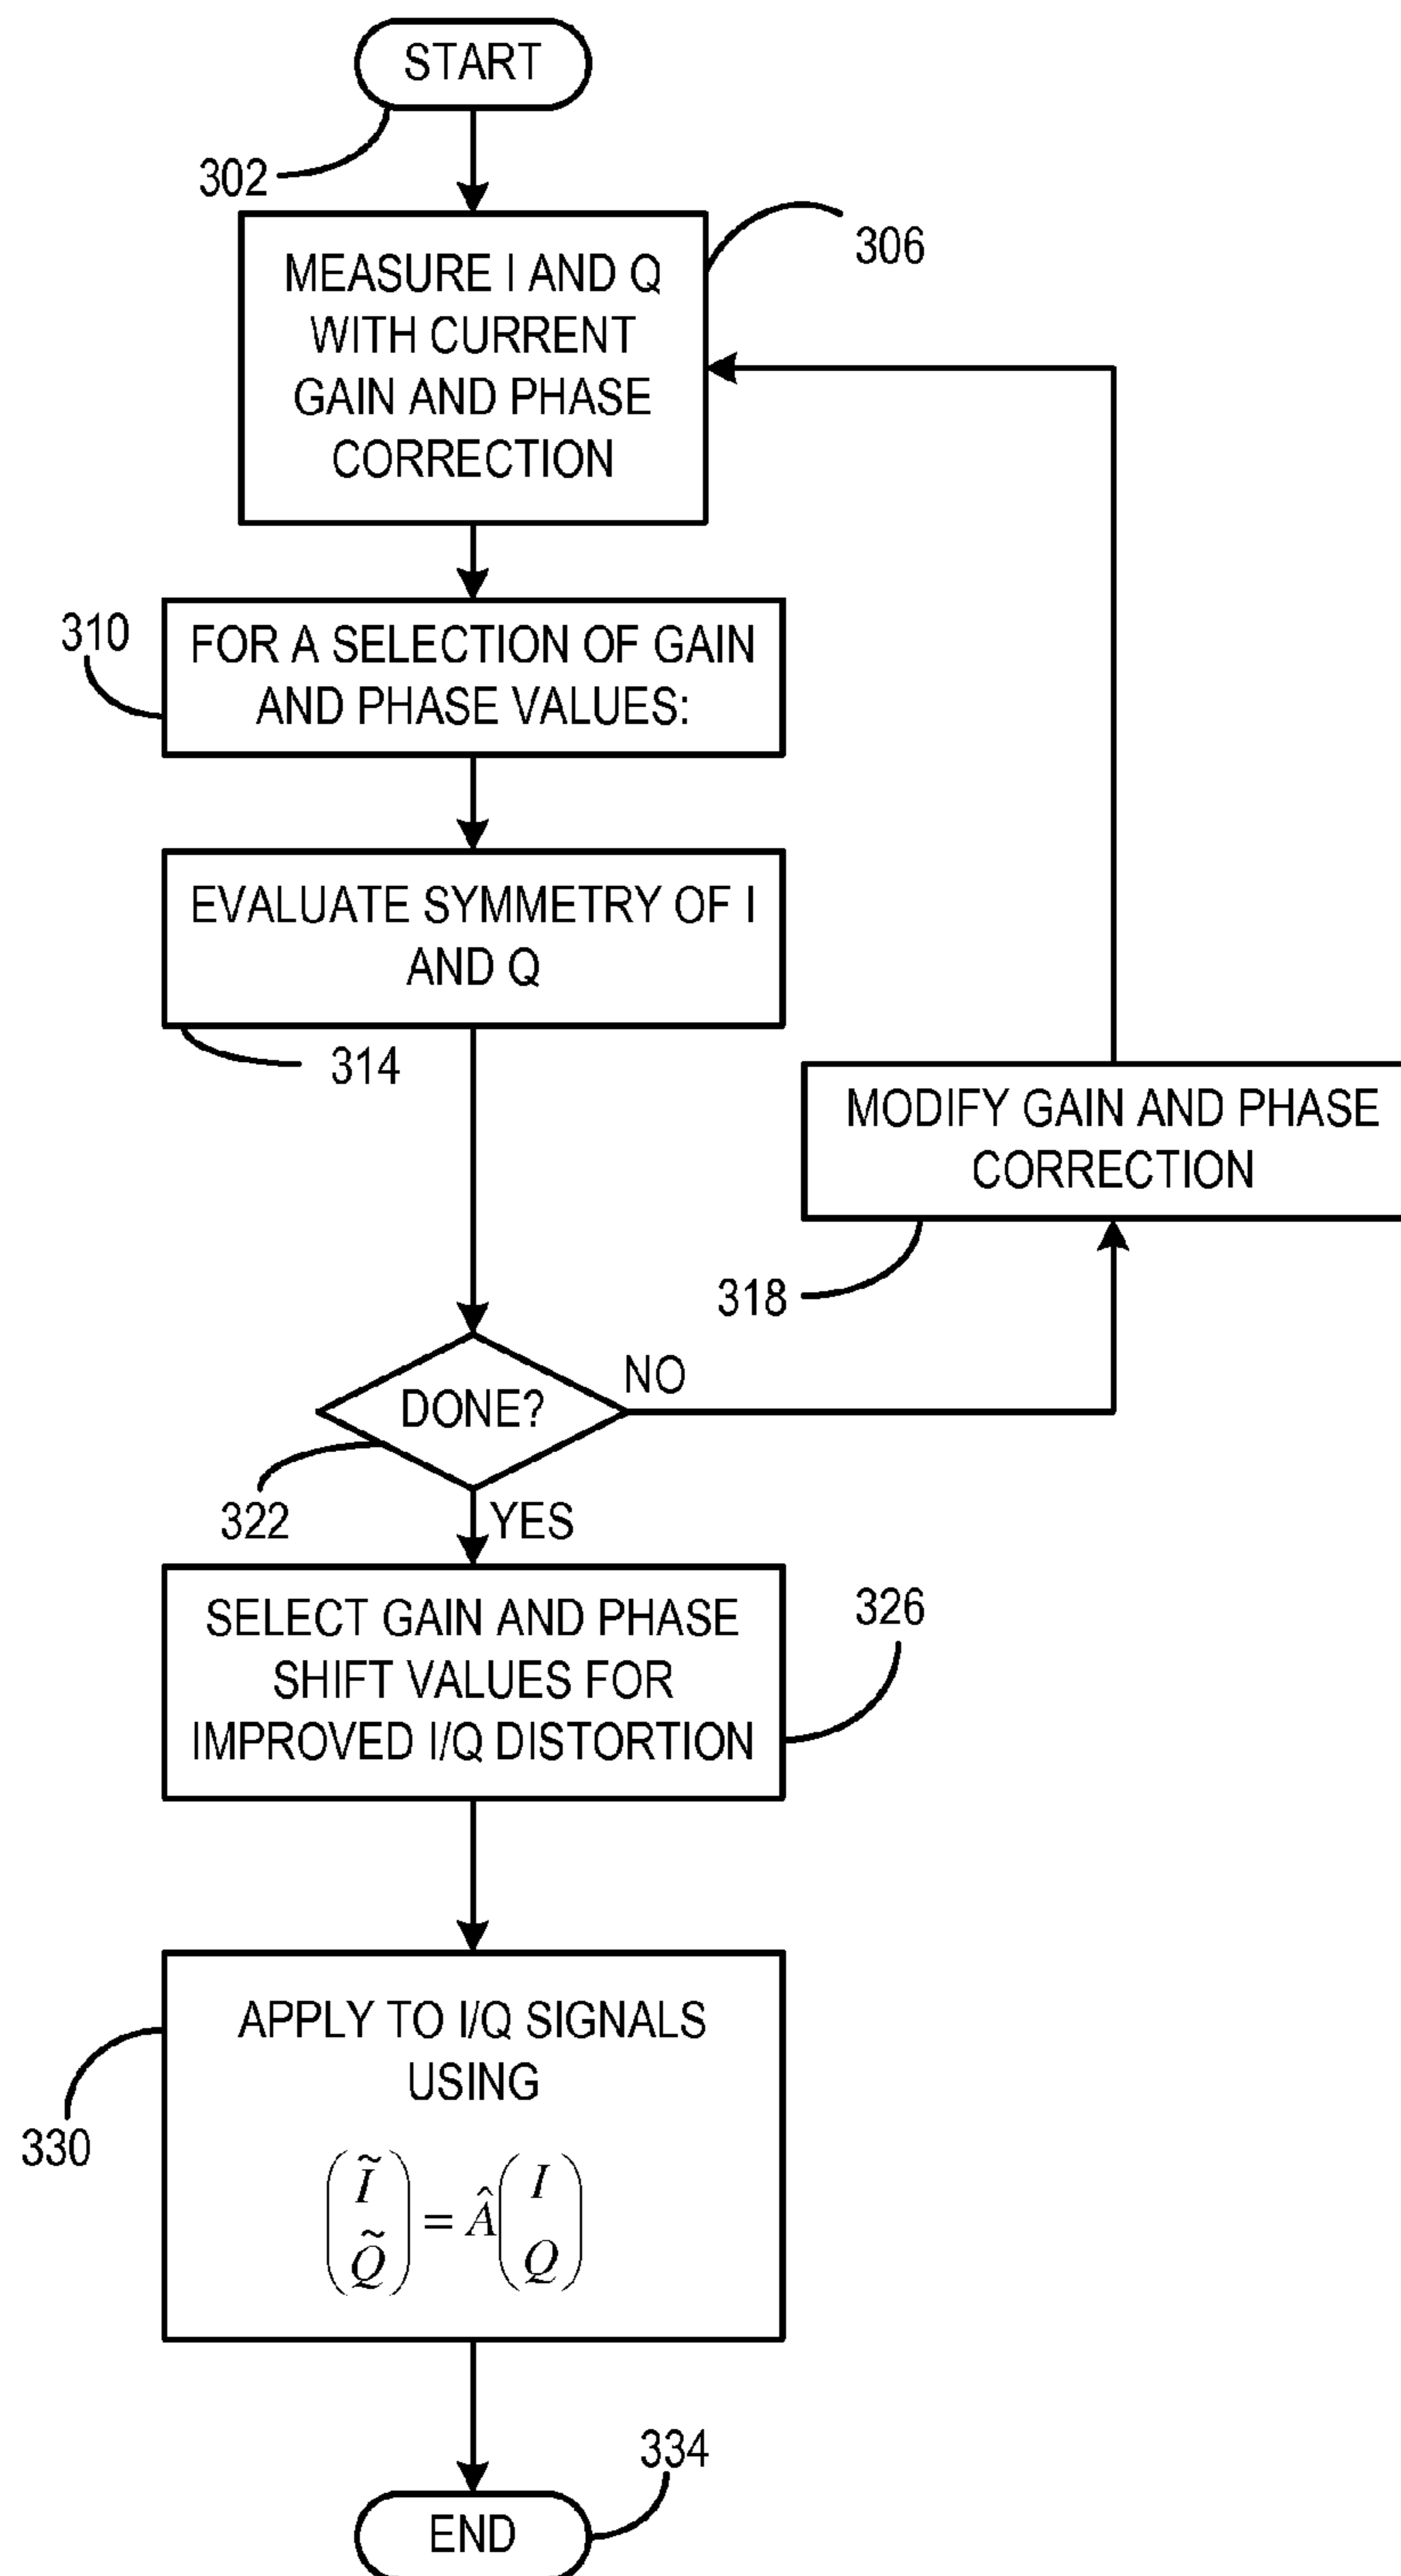 START
302
MEASURE I AND Q
WITH CURRENT
GAIN AND PHASE
CORRECTION
306
310
FOR A SELECTION OF GAIN
AND PHASE VALUES:
EVALUATE SYMMETRY OF I
AND Q
314
MODIFY GAIN AND PHASE
CORRECTION
318
DONE?
NO
322
YES
SELECT GAIN AND PHASE
SHIFT VALUES FOR
IMPROVED I/Q DISTORTION
326
APPLY TO I/Q SIGNALS
USING
330
(Ĩ Q̃) = Â(I Q)
334
END